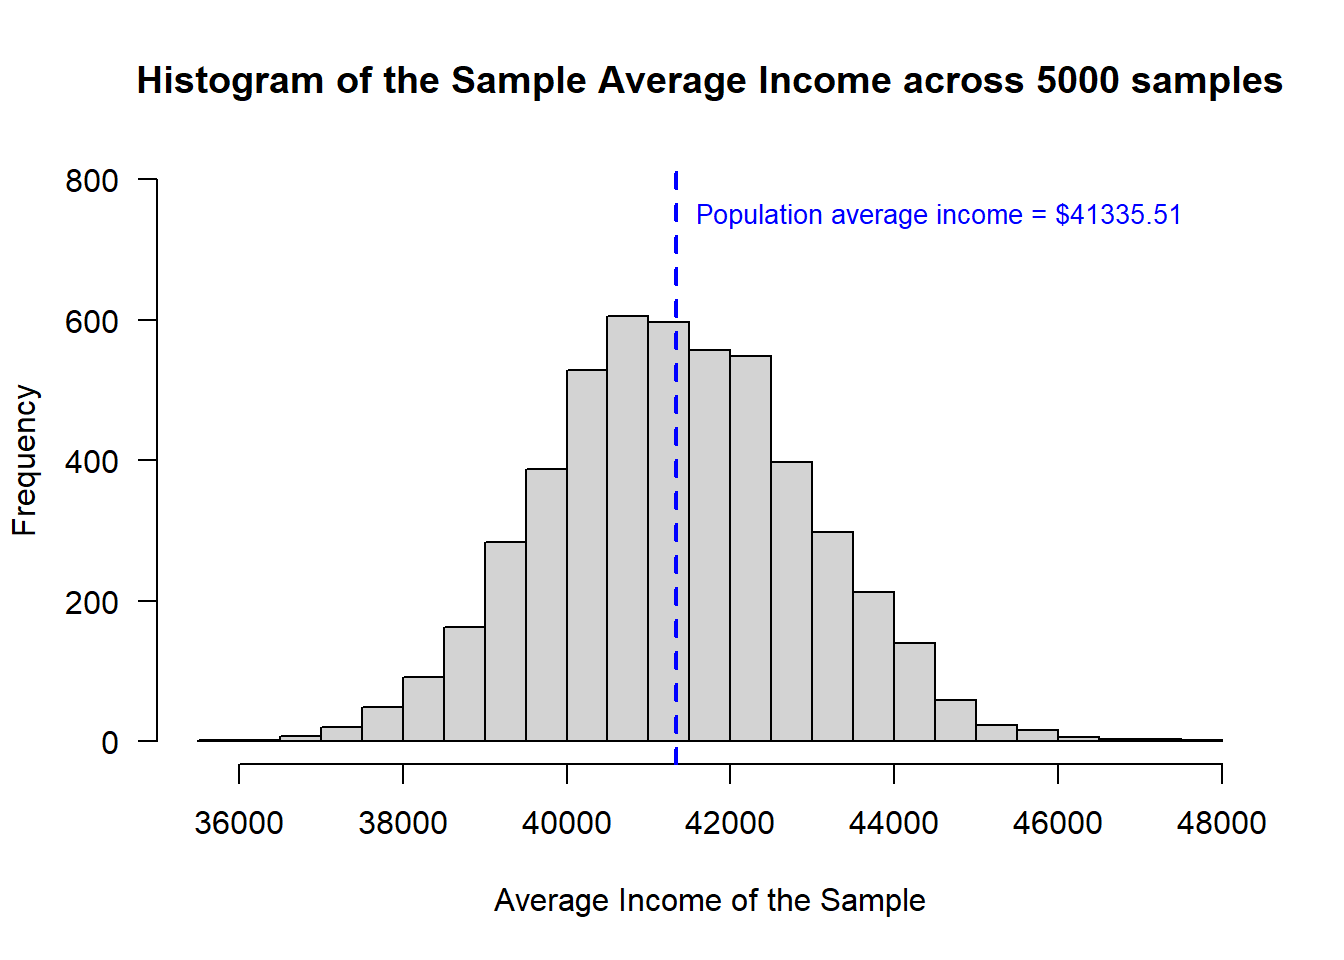 Histogram of the Sample Average Income across 5000 samples
800
Population average income = $41335.51
600
400
200
0
Frequency
36000 38000 40000 42000 44000 46000 48000
Average Income of the Sample